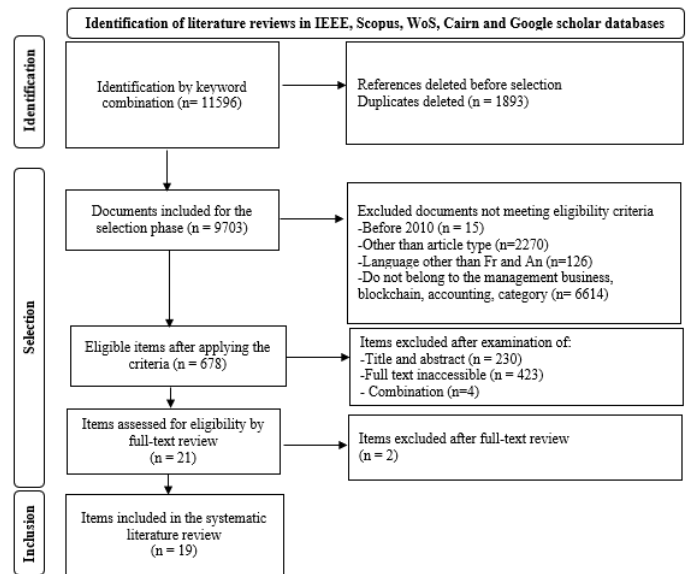 Identification of literature reviews in IEEE, Scopus, WoS, Cairn and Google scholar databases
Identification
Identification by keyword
combination (n= 11596)
References deleted before selection
Duplicates deleted (n = 1893)
Selection
Documents included for the
selection phase (n = 9703)
Excluded documents not meeting eligibility criteria
-Before 2010 (n = 15)
-Other than article type (n=2270)
-Language other than Fr and An (n=126)
-Do not belong to the management business,
blockchain, accounting, category (n= 6614)
Eligible items after applying the
criteria (n = 678)
Items excluded after examination of:
-Title and abstract (n = 230)
-Full text inaccessible (n = 423)
- Combination (n=4)
Items assessed for eligibility by
full-text review
(n = 21)
Items excluded after full-text review
(n = 2)
Inclusion
Items included in the systematic
literature review
(n = 19)